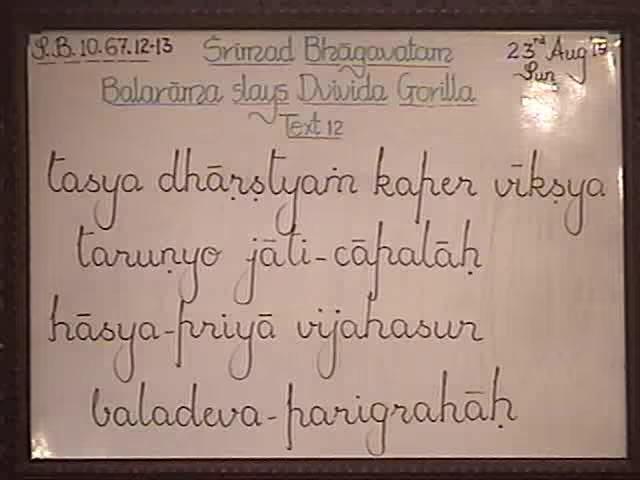 S.B. 10.67.12-13 Śrīmad Bhāgavatam 23rd Aug '15
Balarāma slays Dvivida Gorilla Sun
Text 12
tasya dhārṣṭyaṁ kaper vīkṣya
taruṇyo jāti-cāpalāḥ
hāsya-priyā vijahasur
baladeva-parigrahāḥ